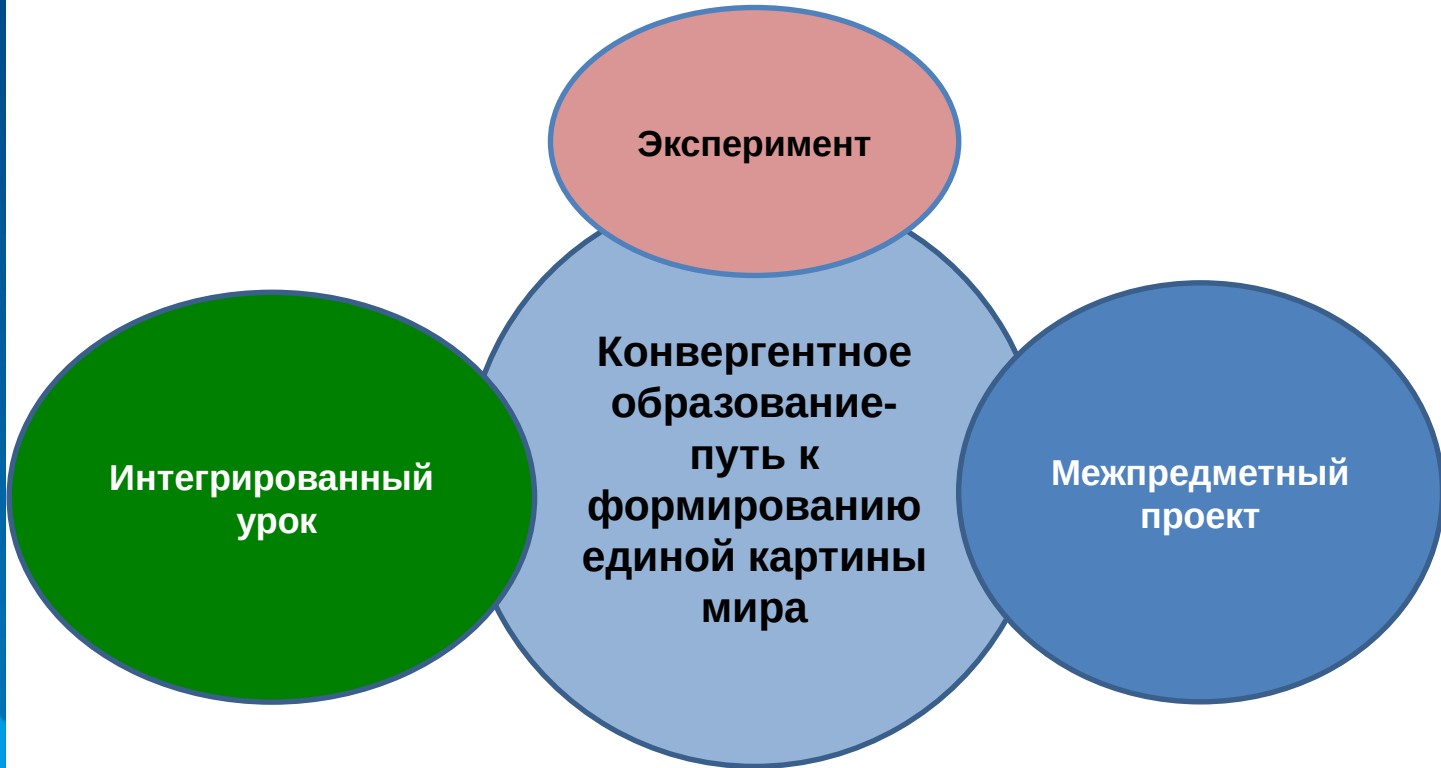 Эксперимент
Конвергентное
образование-
путь к
формированию
единой картины
мира
Интегрированный
урок
Межпредметный
проект